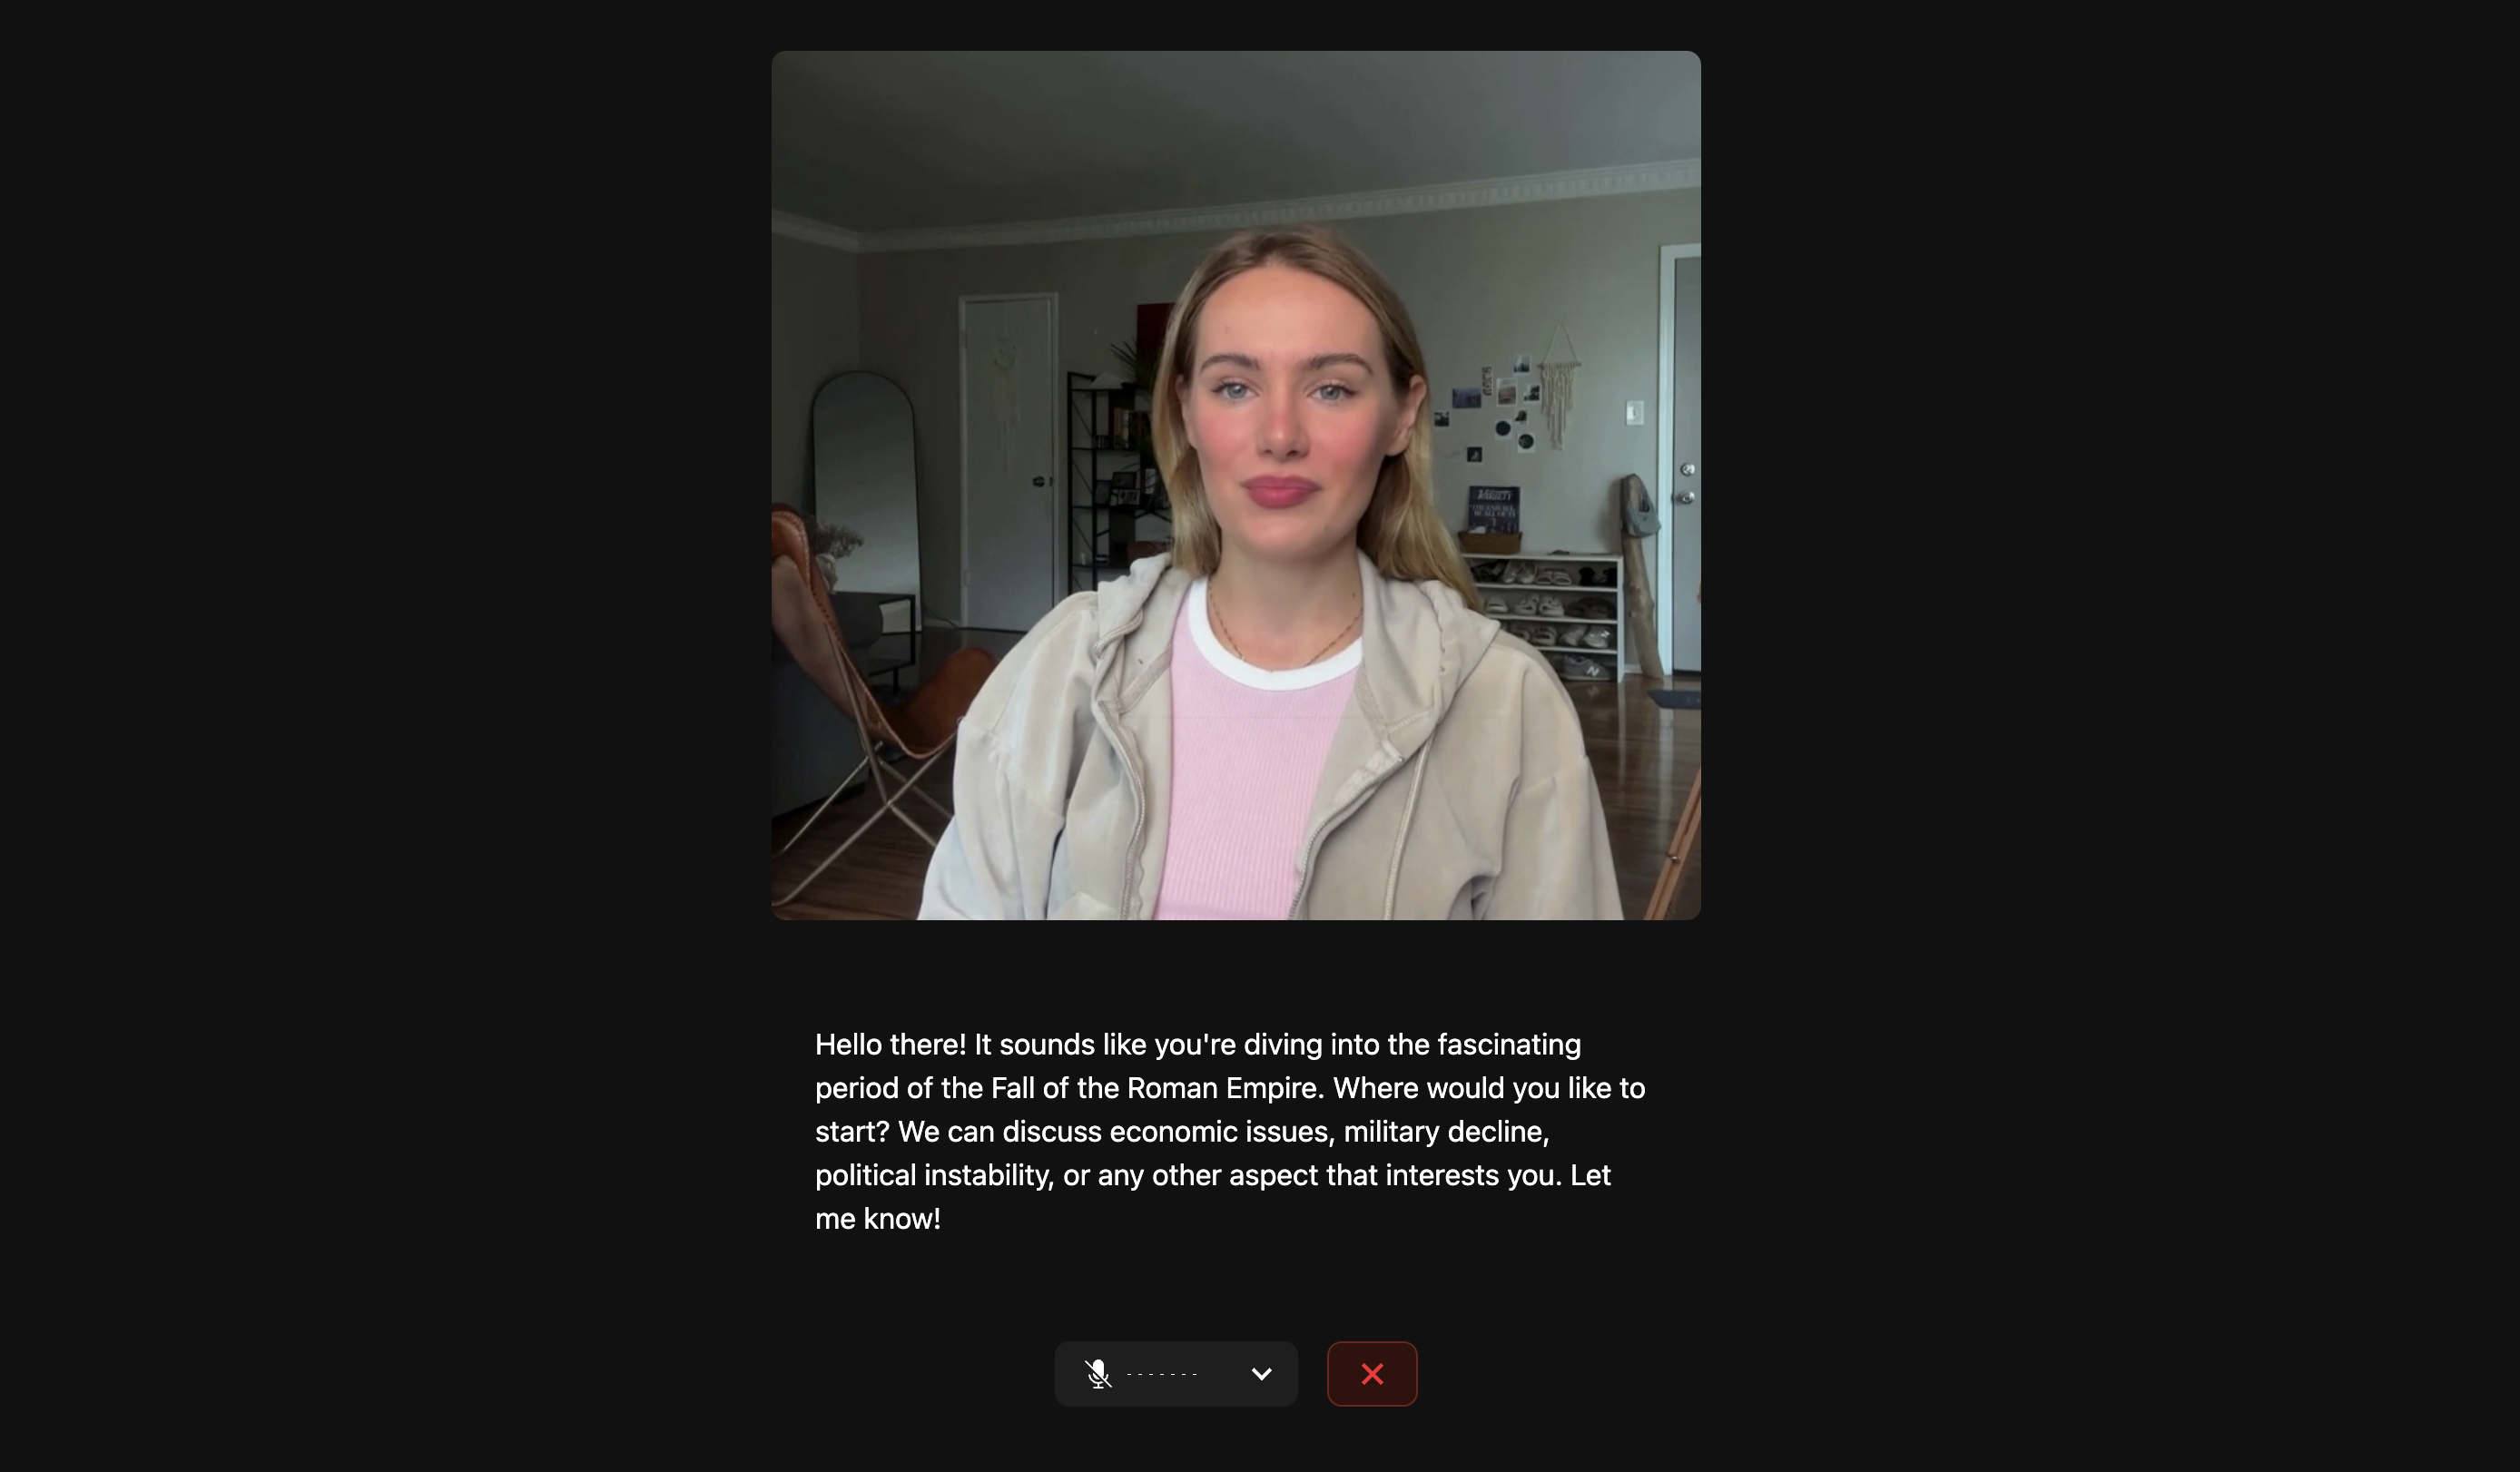 VARIETY
Hello there! It sounds like you're diving into the fascinating
period of the Fall of the Roman Empire. Where would you like to
start? We can discuss economic issues, military decline,
political instability, or any other aspect that interests you. Let
me know!